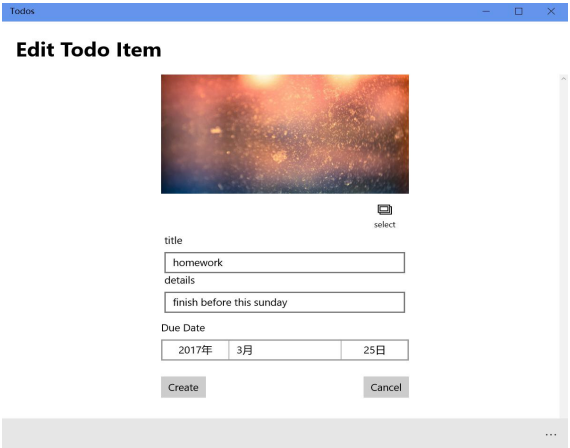 Todos
Edit Todo Item
select
title
homework
details
finish before this sunday
Due Date
2017年 3月 25日
Create Cancel
...